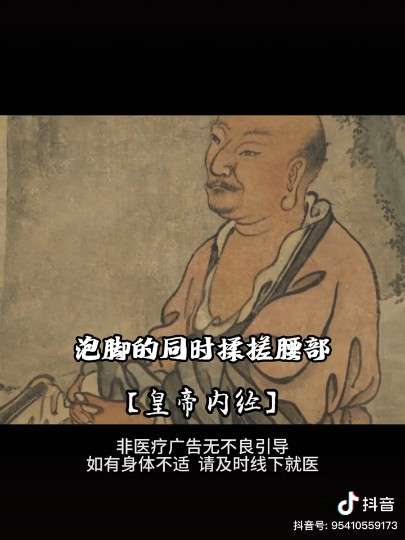 泡脚的同时揉搓腰部
[皇帝内经]
非医疗广告无不良引导
如有身体不适 请及时线下就医
抖音
抖音号: 95410559173